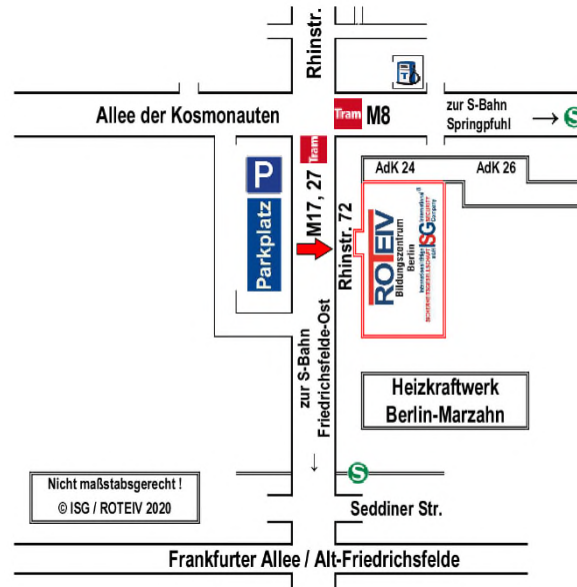 Rhinstr.
Allee der Kosmonauten
Tram M8
zur S-Bahn
Springpfuhl
→ S
T
Tram
M17, 27
P
Parkplatz
Rhinstr. 72
AdK 24
AdK 26
ROTEIV
Bildungszentrum
Berlin
ISG
zur S-Bahn
Friedrichsfelde-Ost
←
Heizkraftwerk
Berlin-Marzahn
S
Nicht maßstabsgerecht !
© ISG / ROTEIV 2020
Seddiner Str.
Frankfurter Allee / Alt-Friedrichsfelde